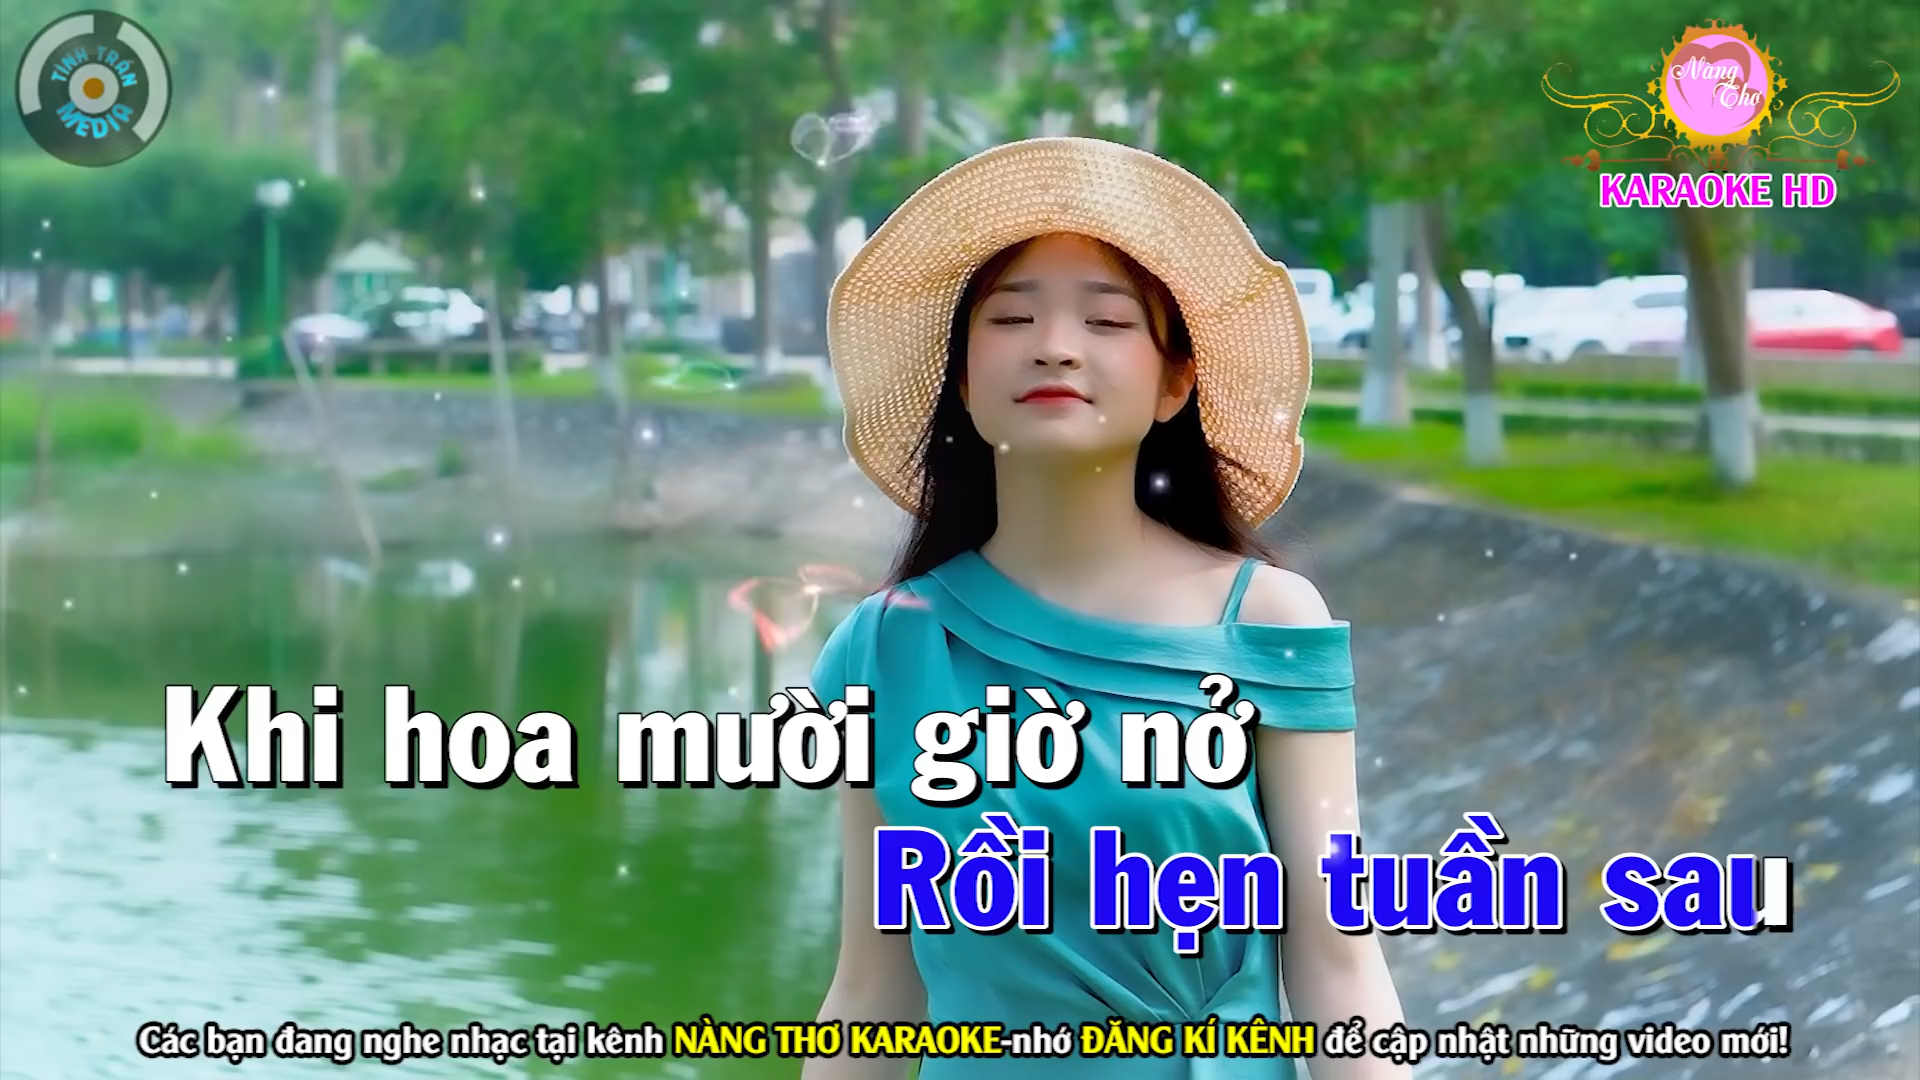 TÌNH TRẦN
MEDIA
Nàng
Thơ
KARAOKE HD
Khi hoa mười giờ nở
Rồi hẹn tuần sau
Các bạn đang nghe nhạc tại kênh NÀNG THƠ KARAOKE-nhớ ĐĂNG KÍ KÊNH để cập nhật những video mới!